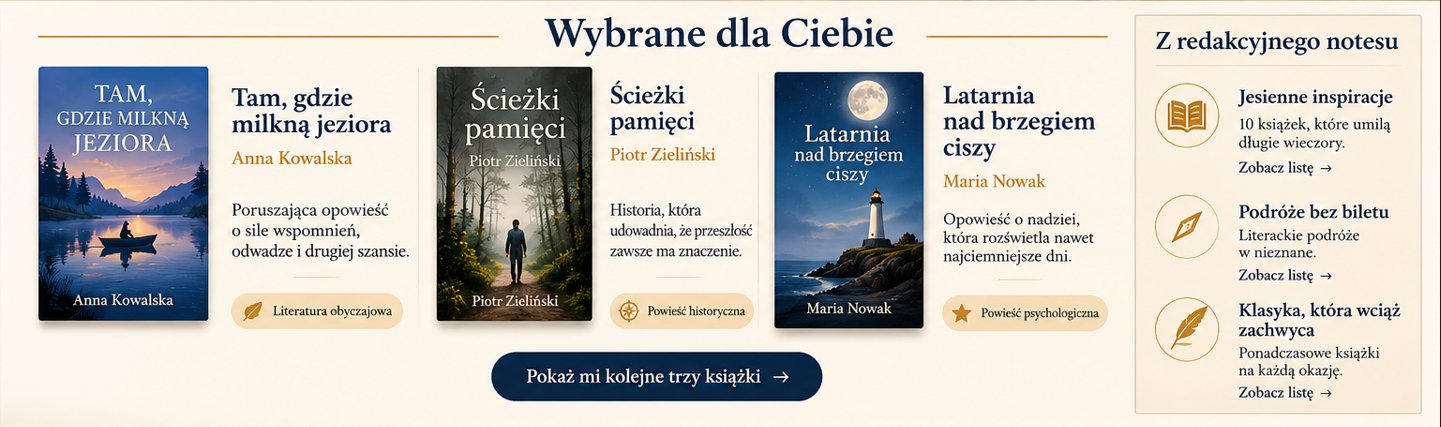 Wybrane dla Ciebie
TAM,
GDZIE MILKNĄ
JEZIORA
Anna Kowalska
Tam, gdzie
milkną jeziora
Anna Kowalska
Poruszająca opowieść
o sile wspomnień,
odwadze i drugiej szansie.
Literatura obyczajowa
Ścieżki
pamięci
Piotr Zieliński
Piotr Zieliński
Ścieżki
pamięci
Piotr Zieliński
Historia, która
udowadnia, że przeszłość
zawsze ma znaczenie.
Powieść historyczna
Latarnia
nad brzegiem
ciszy
Maria Nowak
Latarnia
nad brzegiem
ciszy
Maria Nowak
Opowieść o nadziei,
która rozświetla nawet
najciemniejsze dni.
Powieść psychologiczna
Pokaż mi kolejne trzy książki →
Z redakcyjnego notesu
Jesienne inspiracje
10 książek, które umilą
długie wieczory.
Zobacz listę →
Podróże bez biletu
Literackie podróże
w nieznane.
Zobacz listę →
Klasyka, która wciąż
zachwyca
Ponadczasowe książki
na każdą okazję.
Zobacz listę →